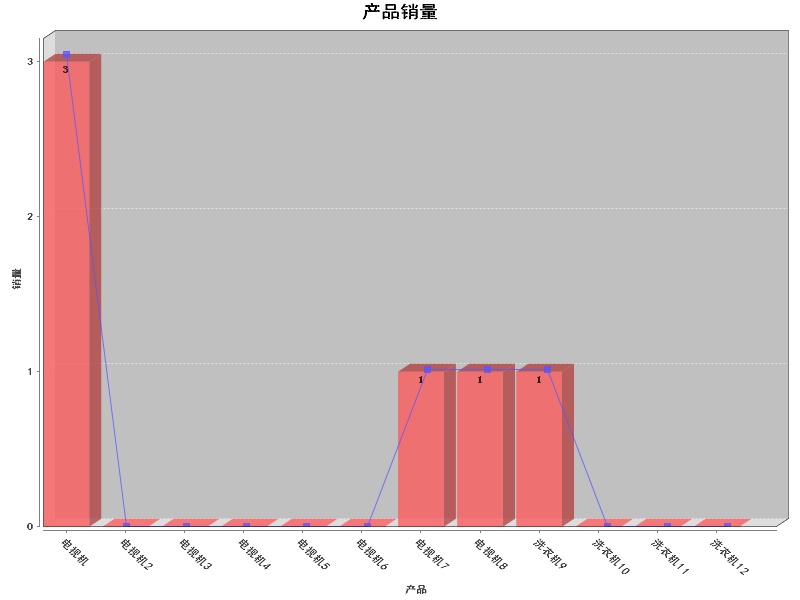 产品销量
3
2
1
0
销量
3
1
1
1
电视机
电视机2
电视机3
电视机4
电视机5
电视机6
电视机7
电视机8
洗衣机9
洗衣机10
洗衣机11
洗衣机12
产品